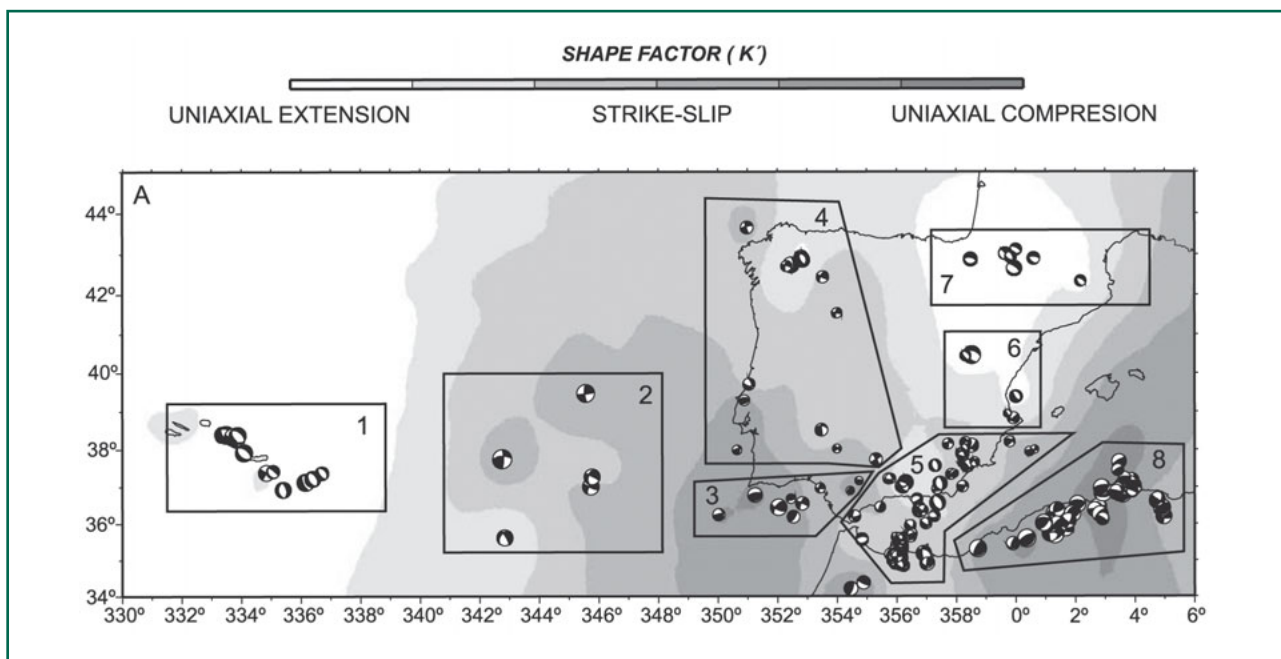 SHAPE FACTOR ( K´)
UNIAXIAL EXTENSION STRIKE-SLIP UNIAXIAL COMPRESION
A
44º
42º
40º
38º
36º
34º
1
2
3
4
5
6
7
8
330º 332º 334º 336º 338º 340º 342º 344º 346º 348º 350º 352º 354º 356º 358º 0º 2º 4º 6º